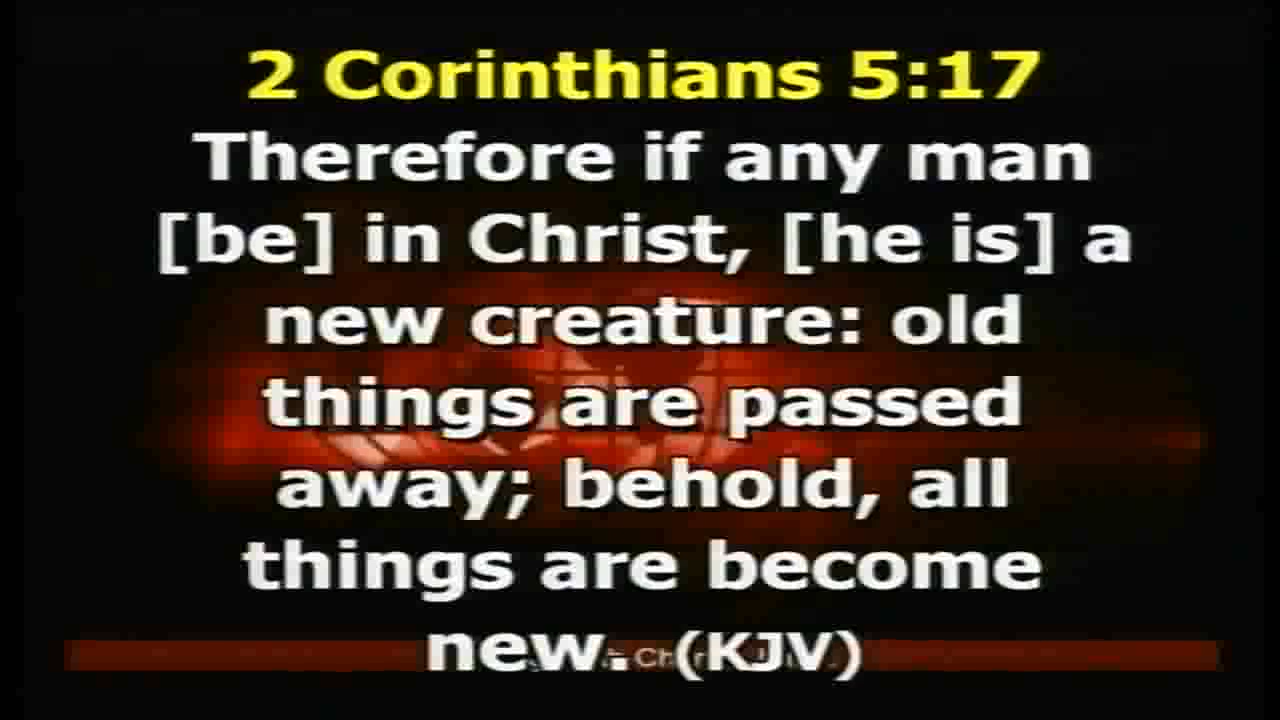 2 Corinthians 5:17
Therefore if any man
[be] in Christ, [he is] a
new creature: old
things are passed
away; behold, all
things are become
new. (KJV)